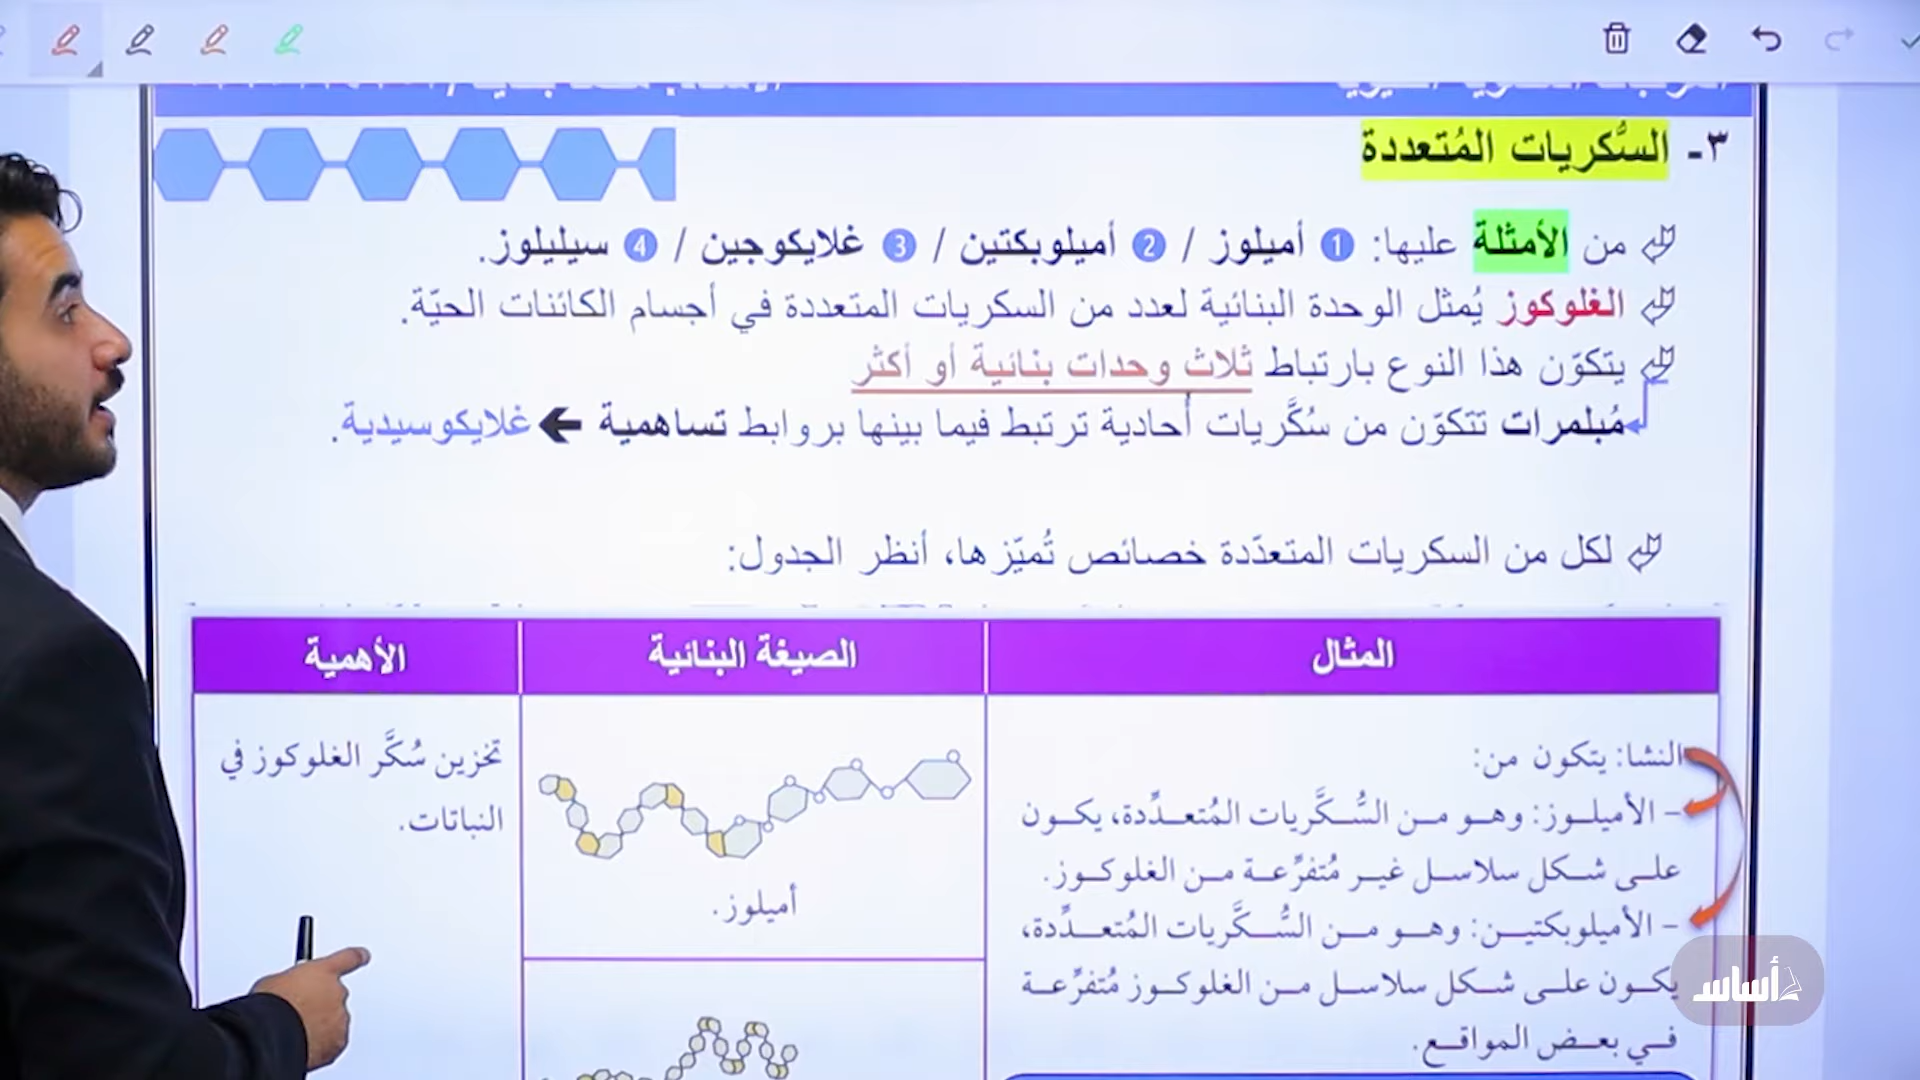 ٣- السُّكريات المُتعددة
من الأمثلة عليها: 1 أميلوز / 2 أميلوبكتين / 3 غلايكوجين / 4 سيليلوز.
الغلوكوز يُمثل الوحدة البنائية لعدد من السكريات المتعددة في أجسام الكائنات الحيّة.
يتكوّن هذا النوع بارتباط ثلاث وحدات بنائية أو أكثر
مُبلمرات تتكوّن من سُكَّريات أُحادية ترتبط فيما بينها بروابط تساهمية ← غلايكوسيدية.
لكل من السكريات المتعدّدة خصائص تُميّزها، أنظر الجدول:
المثال
الصيغة البنائية
الأهمية
النشا: يتكون من:
– الأميلوز: وهو من السُّكَّريات المُتعدِّدة، يكون
على شكل سلاسل غير مُتفرِّعة من الغلوكوز.
– الأميلوبكتين: وهو من السُّكَّريات المُتعدِّدة،
يكون على شكل سلاسل من الغلوكوز مُتفرِّعة
في بعض المواقع.
أميلوز.
تخزين سُكَّر الغلوكوز في
النباتات.
أساس